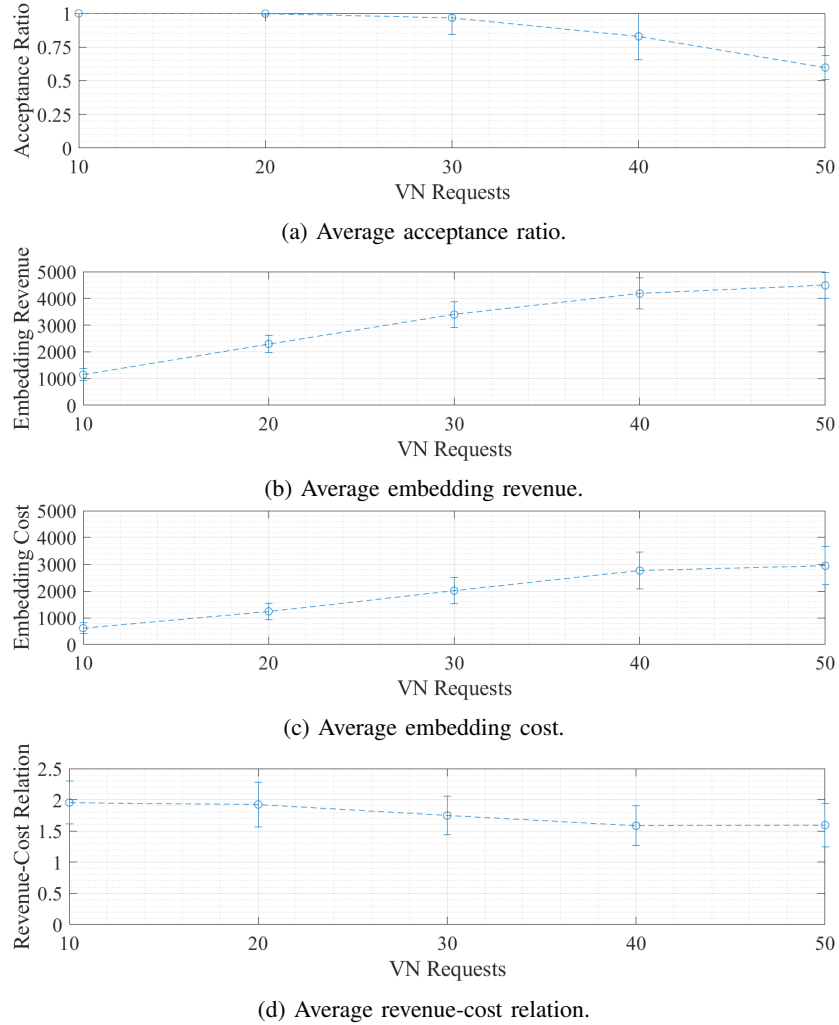 1
0.75
0.5
0.25
0
Acceptance Ratio
10 20 30 40 50
VN Requests
(a) Average acceptance ratio.
5000
4000
3000
2000
1000
0
Embedding Revenue
10 20 30 40 50
VN Requests
(b) Average embedding revenue.
5000
4000
3000
2000
1000
0
Embedding Cost
10 20 30 40 50
VN Requests
(c) Average embedding cost.
2.5
2
1.5
1
0.5
0
Revenue-Cost Relation
10 20 30 40 50
VN Requests
(d) Average revenue-cost relation.